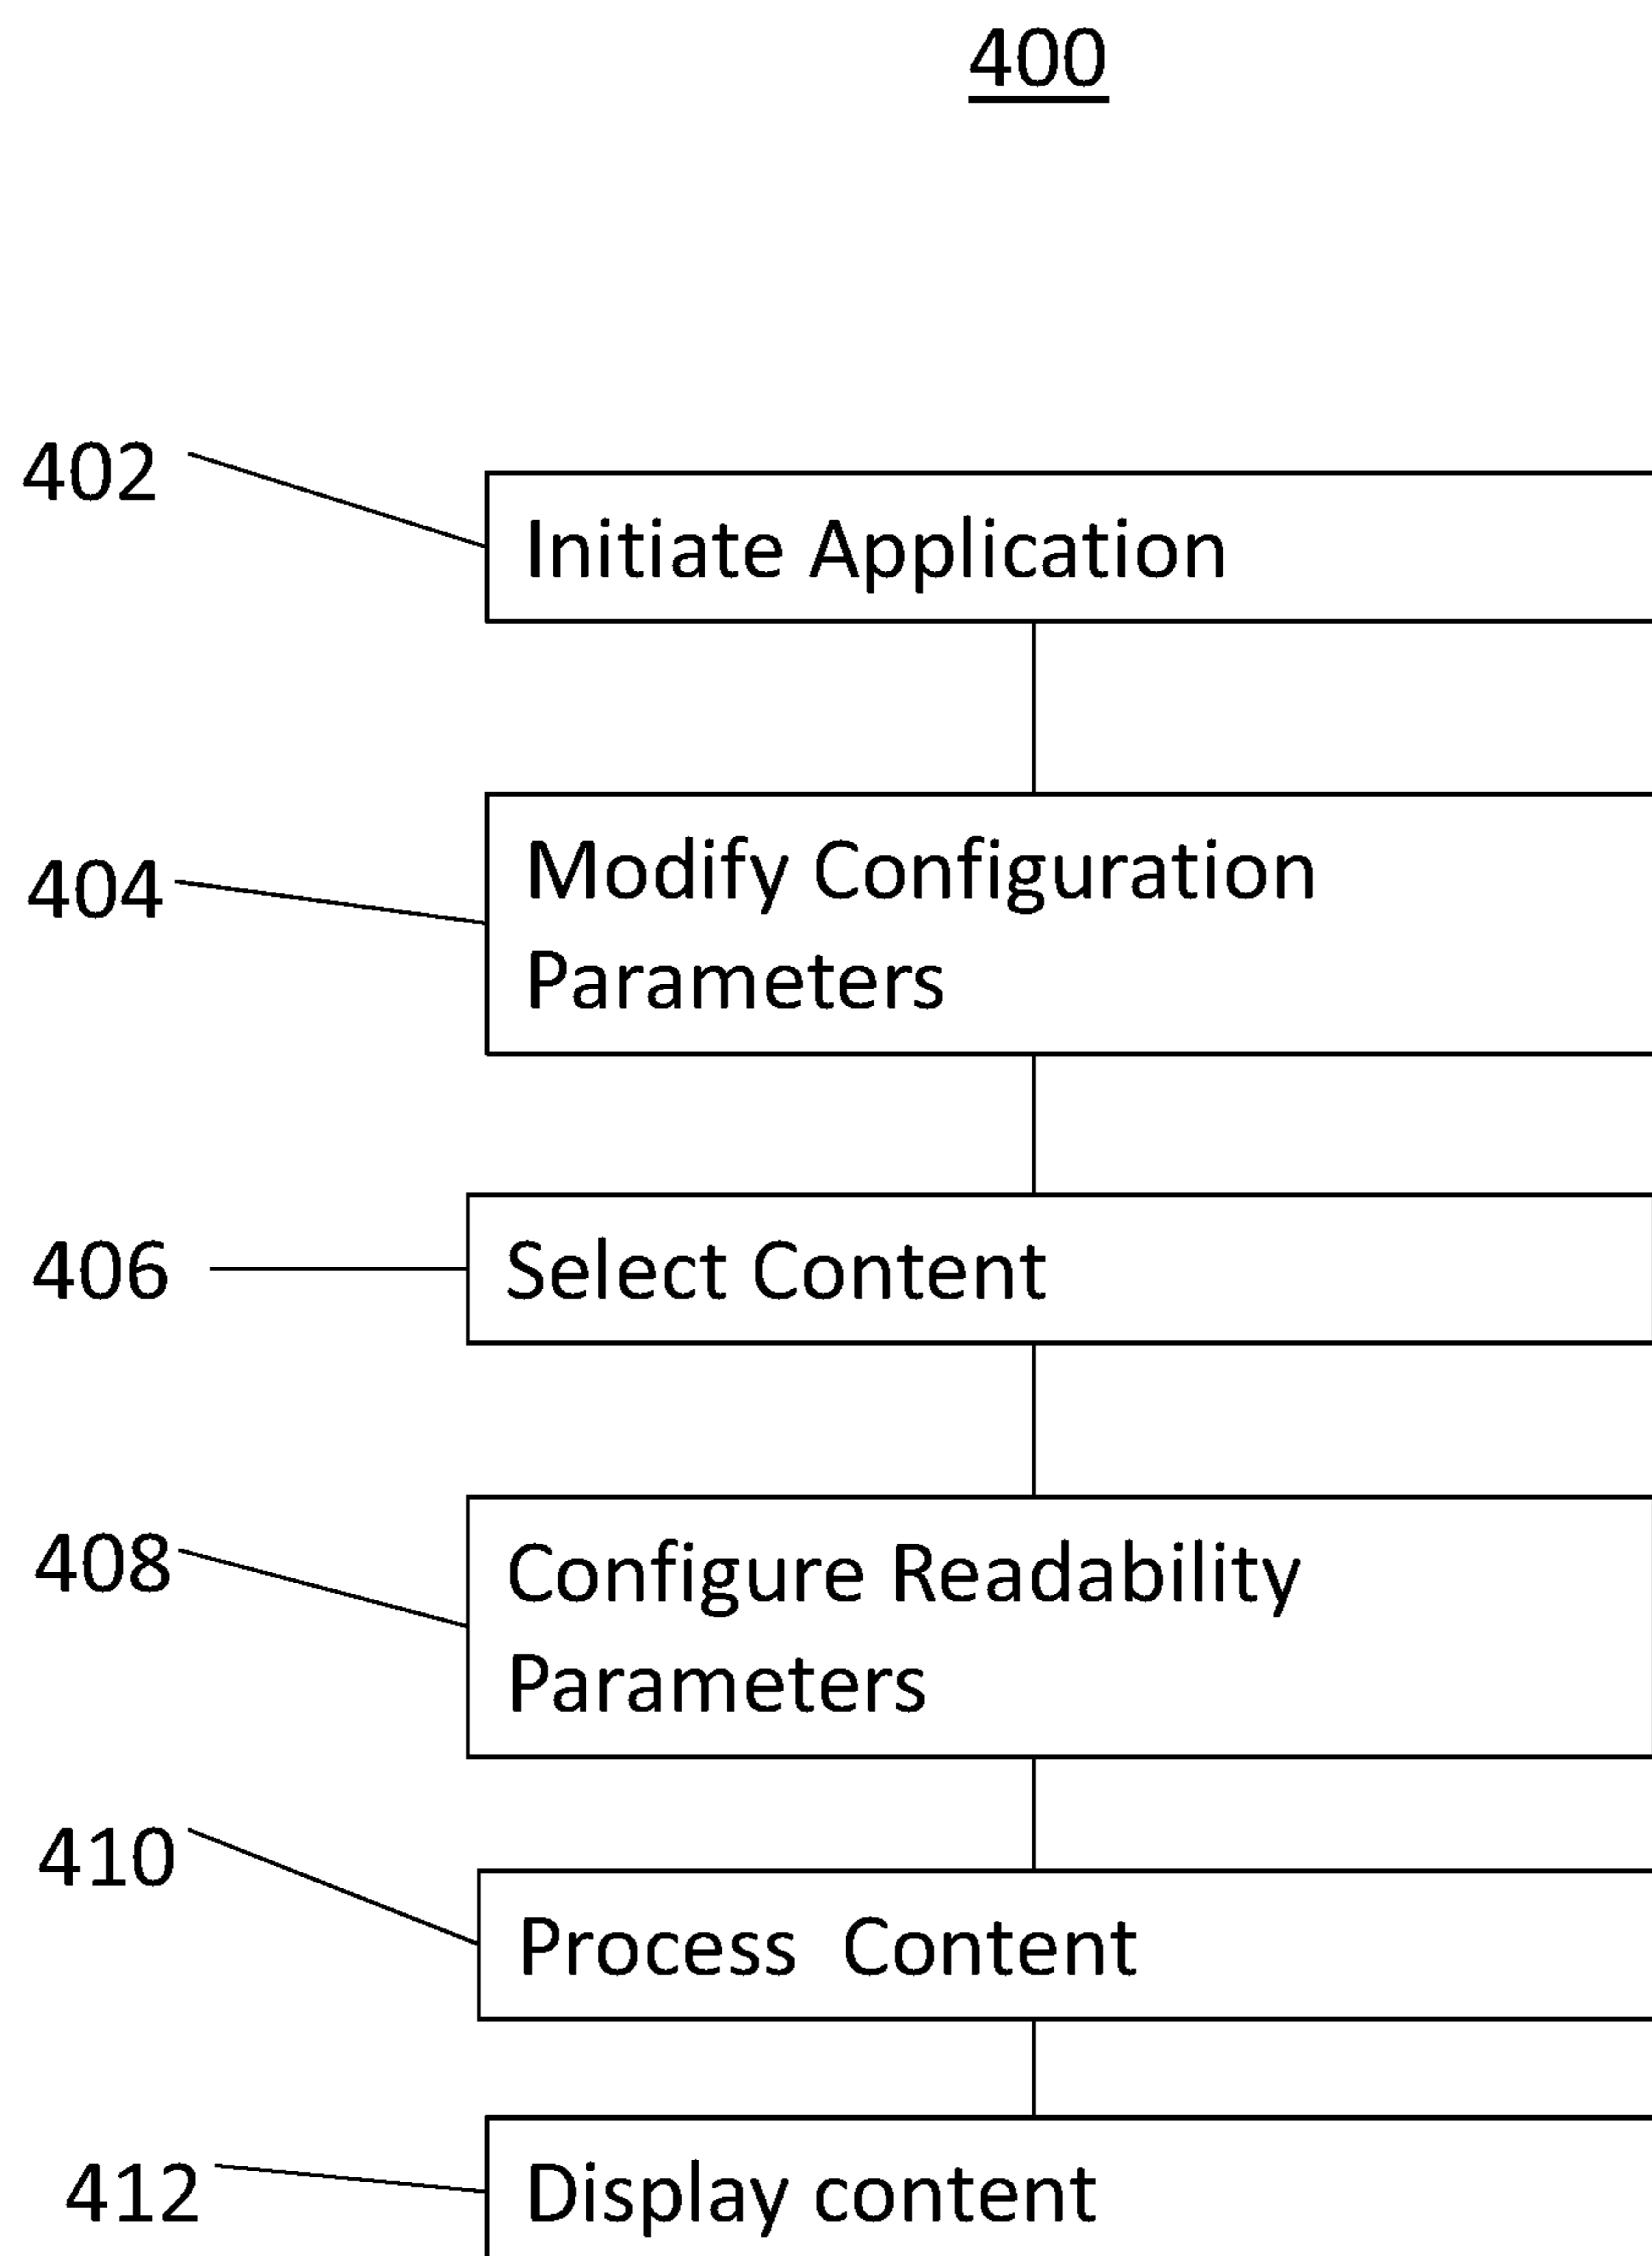 400
402
Initiate Application
404
Modify Configuration
Parameters
406
Select Content
408
Configure Readability
Parameters
410
Process  Content
412
Display content